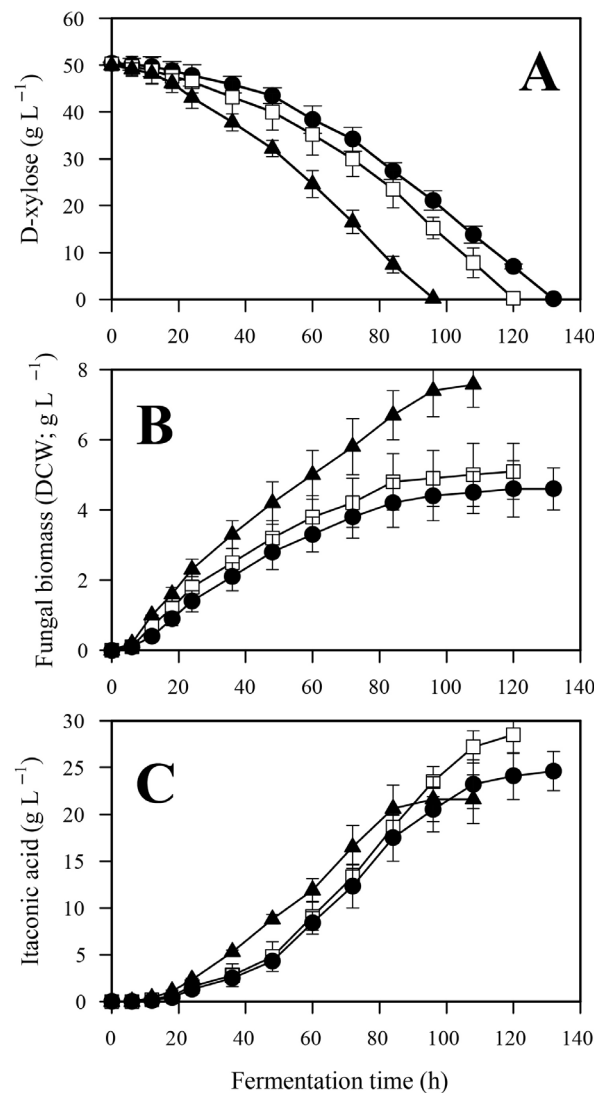 60
50
40
30
20
10
0
D-xylose (g L⁻¹)
A
0 20 40 60 80 100 120 140
8
6
4
2
0
Fungal biomass (DCW; g L⁻¹)
B
0 20 40 60 80 100 120 140
30
25
20
15
10
5
0
Itaconic acid (g L⁻¹)
C
0 20 40 60 80 100 120 140
Fermentation time (h)